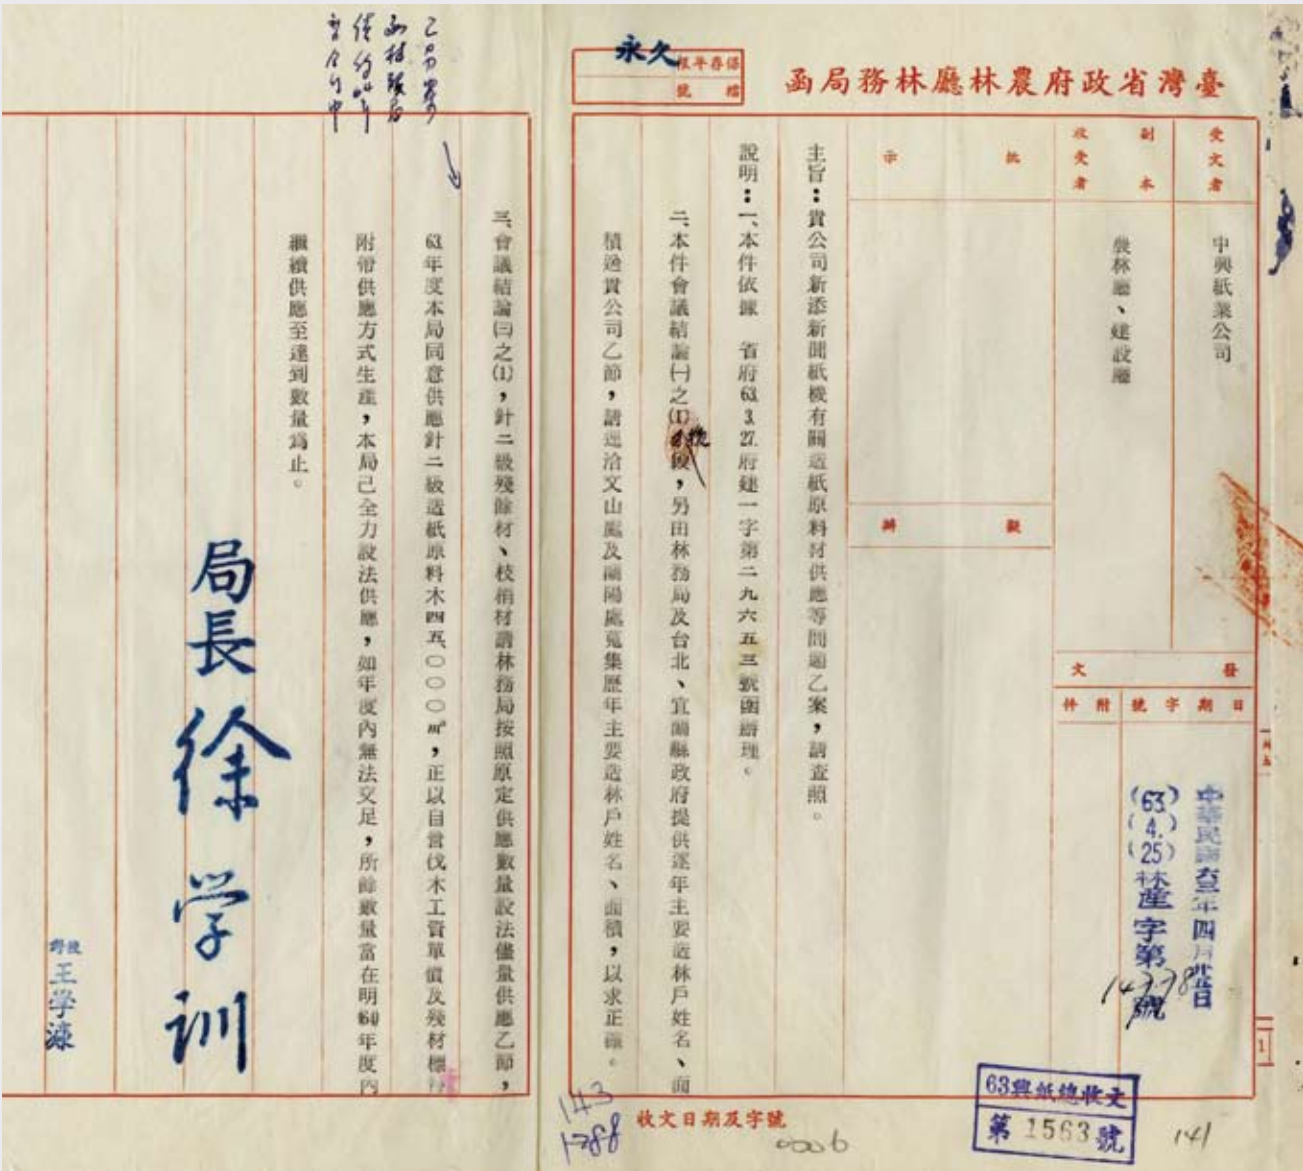 臺灣省政府農林廳林務局函
保存年限
永久
檔號
受文者
中興紙業公司
副本
收受者
農林廳、建設廳
批示
擬辦
發文
日期
字號
附件
中華民國六三年四月廿五日
(63)(4.)(25)林產字第
號
主旨：貴公司新添新聞紙機有關造紙原料材供應等問題乙案，請查照。
說明：一、本件依據 省府63.3.27.府建一字第二九六五三號函辦理。
二、本件會議結論㈠之(1)後段，另由林務局及台北、宜蘭縣政府提供逐年主要造林戶姓名、面
積過貴公司乙節，請逕洽文山處及蘭陽處蒐集歷年主要造林戶姓名、面積，以求正確。
三、會議結論㈢之(1)，針二級殘餘材、枝梢材請林務局按照原定供應數量設法儘量供應乙節，
63年度本局同意供應針二級造紙原料木四五、〇〇〇㎥，正以自營伐木工資單價及殘材標售
附帶供應方式生產，本局已全力設法供應，如年度內無法交足，所餘數量當在明64年度內
繼續供應至達到數量為止。
局長徐学訓
王学濂
收文日期及字號
63興紙總收文
第1563號
143
1788
0006
141
1